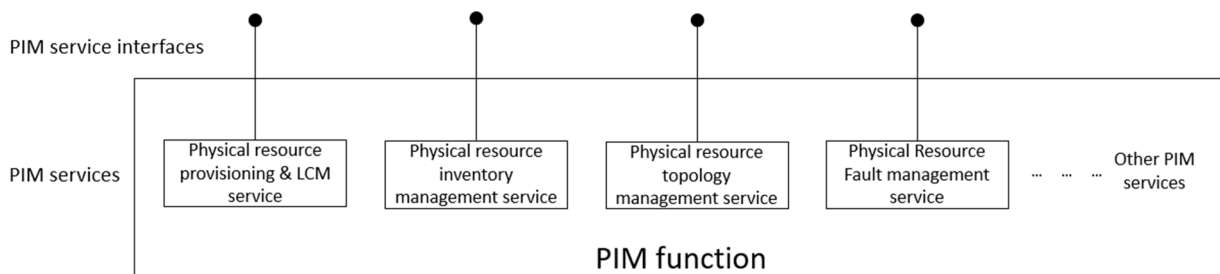 PIM service interfaces
PIM services
Physical resource
provisioning & LCM
service
Physical resource
inventory
management service
Physical resource
topology
management service
Physical Resource
Fault management
service
... ... ...
Other PIM
services
PIM function